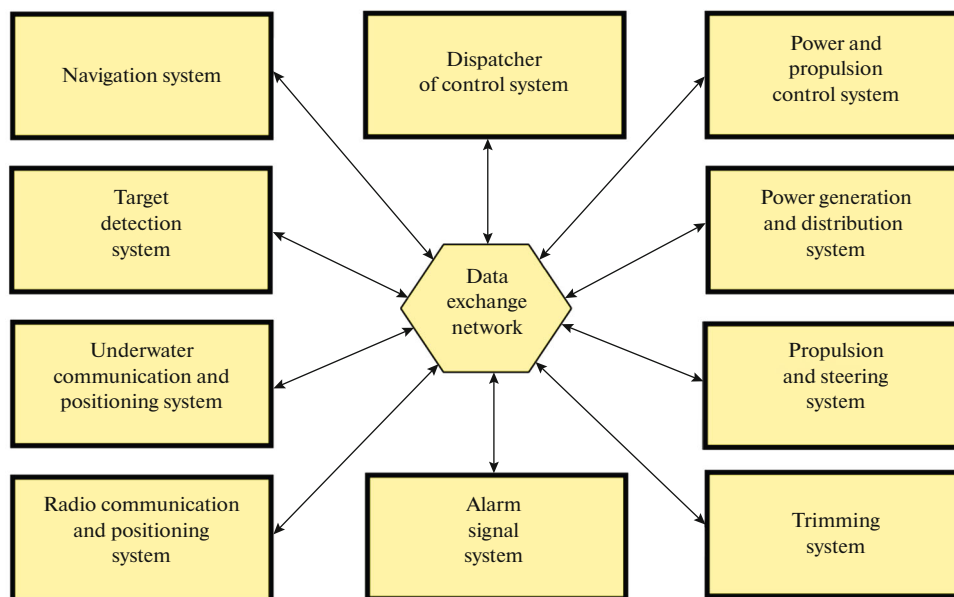 Navigation system
Dispatcher
of control system
Power and
propulsion
control system
Target
detection
system
Power generation
and distribution
system
Data
exchange
network
Underwater
communication and
positioning system
Propulsion
and steering
system
Radio communication
and positioning
system
Alarm
signal
system
Trimming
system